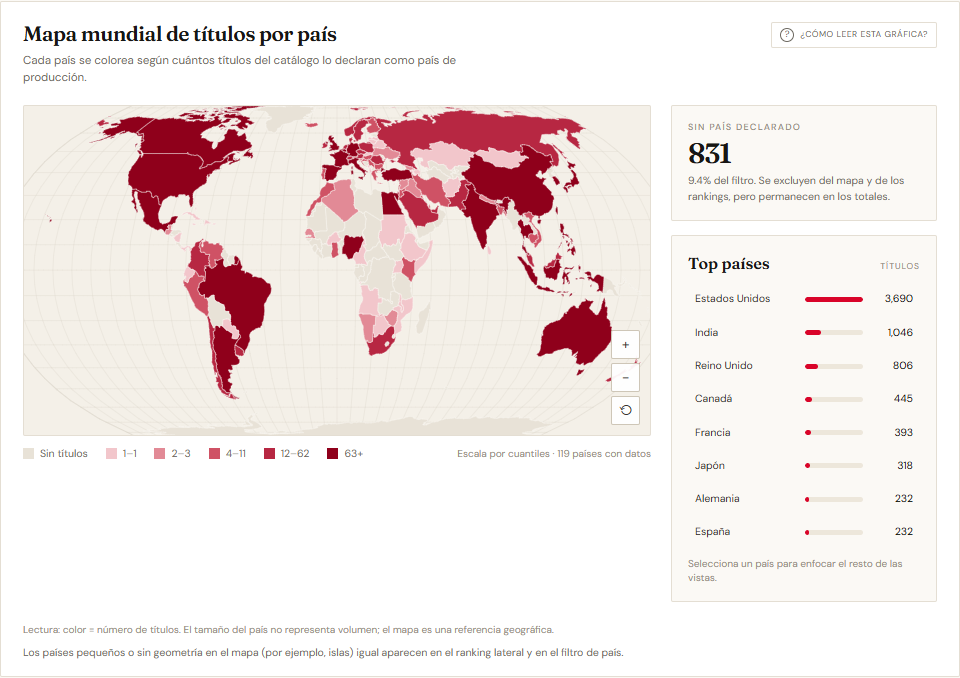 Mapa mundial de títulos por país
Cada país se colorea según cuántos títulos del catálogo lo declaran como país de
producción.
? ¿CÓMO LEER ESTA GRÁFICA?
+
−
Sin títulos 1–1 2–3 4–11 12–62 63+
Escala por cuantiles · 119 países con datos
SIN PAÍS DECLARADO
831
9.4% del filtro. Se excluyen del mapa y de los
rankings, pero permanecen en los totales.
Top países TÍTULOS
Estados Unidos 3,690
India 1,046
Reino Unido 806
Canadá 445
Francia 393
Japón 318
Alemania 232
España 232
Selecciona un país para enfocar el resto de las
vistas.
Lectura: color = número de títulos. El tamaño del país no representa volumen; el mapa es una referencia geográfica.
Los países pequeños o sin geometría en el mapa (por ejemplo, islas) igual aparecen en el ranking lateral y en el filtro de país.